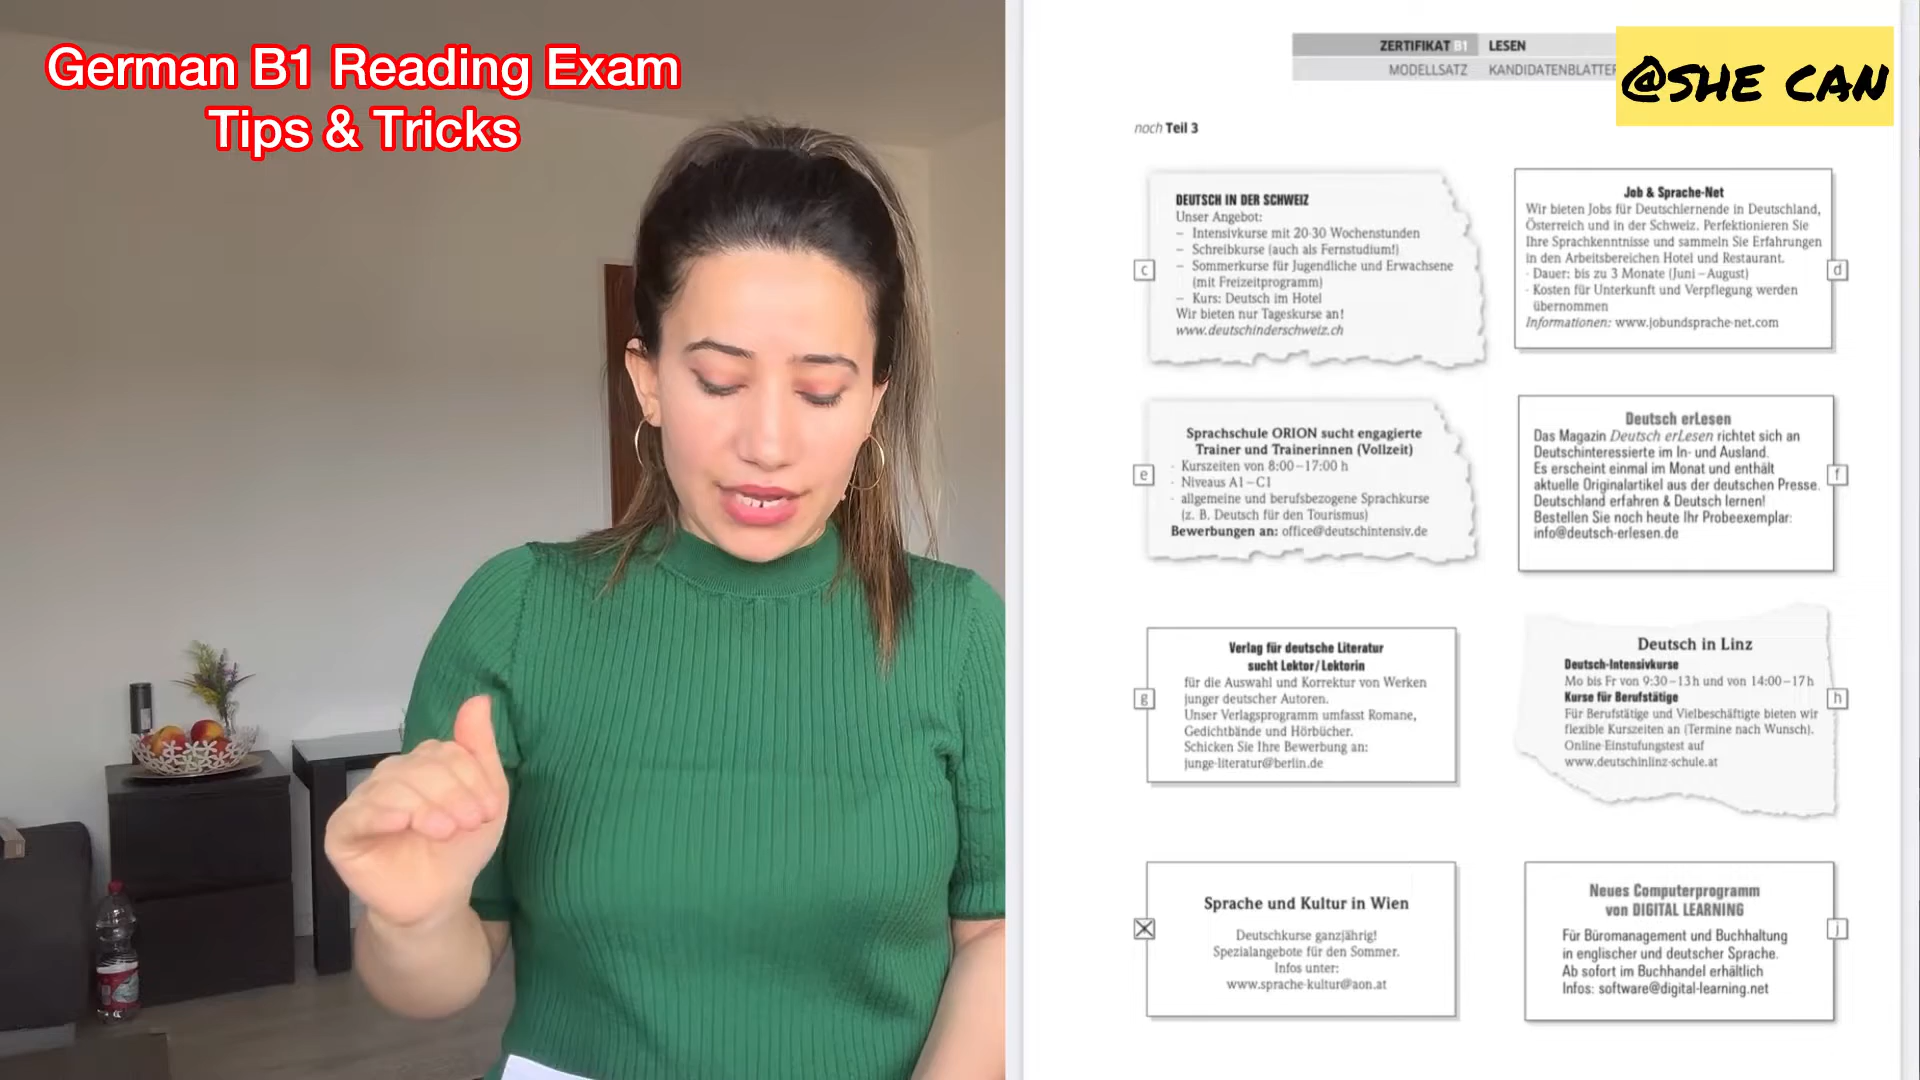 German B1 Reading Exam
Tips & Tricks
ZERTIFIKAT B1 LESEN
MODELLSATZ KANDIDATENBLÄTTER
@SHE CAN
noch Teil 3
c
DEUTSCH IN DER SCHWEIZ
Unser Angebot:
– Intensivkurse mit 20-30 Wochenstunden
– Schreibkurse (auch als Fernstudium!)
– Sommerkurse für Jugendliche und Erwachsene
(mit Freizeitprogramm)
– Kurs: Deutsch im Hotel
Wir bieten nur Tageskurse an!
www.deutschinderschweiz.ch
d
Job & Sprache-Net
Wir bieten Jobs für Deutschlernende in Deutschland,
Österreich und in der Schweiz. Perfektionieren Sie
Ihre Sprachkenntnisse und sammeln Sie Erfahrungen
in den Arbeitsbereichen Hotel und Restaurant.
· Dauer: bis zu 3 Monate (Juni – August)
· Kosten für Unterkunft und Verpflegung werden
übernommen
Informationen: www.jobundsprache-net.com
e
Sprachschule ORION sucht engagierte
Trainer und Trainerinnen (Vollzeit)
· Kurszeiten von 8:00 – 17:00 h
· Niveaus A1 – C1
· allgemeine und berufsbezogene Sprachkurse
(z. B. Deutsch für den Tourismus)
Bewerbungen an: office@deutschintensiv.de
f
Deutsch erLesen
Das Magazin Deutsch erLesen richtet sich an
Deutschinteressierte im In- und Ausland.
Es erscheint einmal im Monat und enthält
aktuelle Originalartikel aus der deutschen Presse.
Deutschland erfahren & Deutsch lernen!
Bestellen Sie noch heute Ihr Probeexemplar:
info@deutsch-erlesen.de
g
Verlag für deutsche Literatur
sucht Lektor/Lektorin
für die Auswahl und Korrektur von Werken
junger deutscher Autoren.
Unser Verlagsprogramm umfasst Romane,
Gedichtbände und Hörbücher.
Schicken Sie Ihre Bewerbung an:
junge-literatur@berlin.de
h
Deutsch in Linz
Deutsch-Intensivkurse
Mo bis Fr von 9:30 – 13 h und von 14:00 – 17 h
Kurse für Berufstätige
Für Berufstätige und Vielbeschäftigte bieten wir
flexible Kurszeiten an (Termine nach Wunsch).
Online-Einstufungstest auf
www.deutschinlinz-schule.at
Sprache und Kultur in Wien
Deutschkurse ganzjährig!
Spezialangebote für den Sommer.
Infos unter:
www.sprache-kultur@aon.at
j
Neues Computerprogramm
von DIGITAL LEARNING
Für Büromanagement und Buchhaltung
in englischer und deutscher Sprache.
Ab sofort im Buchhandel erhältlich
Infos: software@digital-learning.net